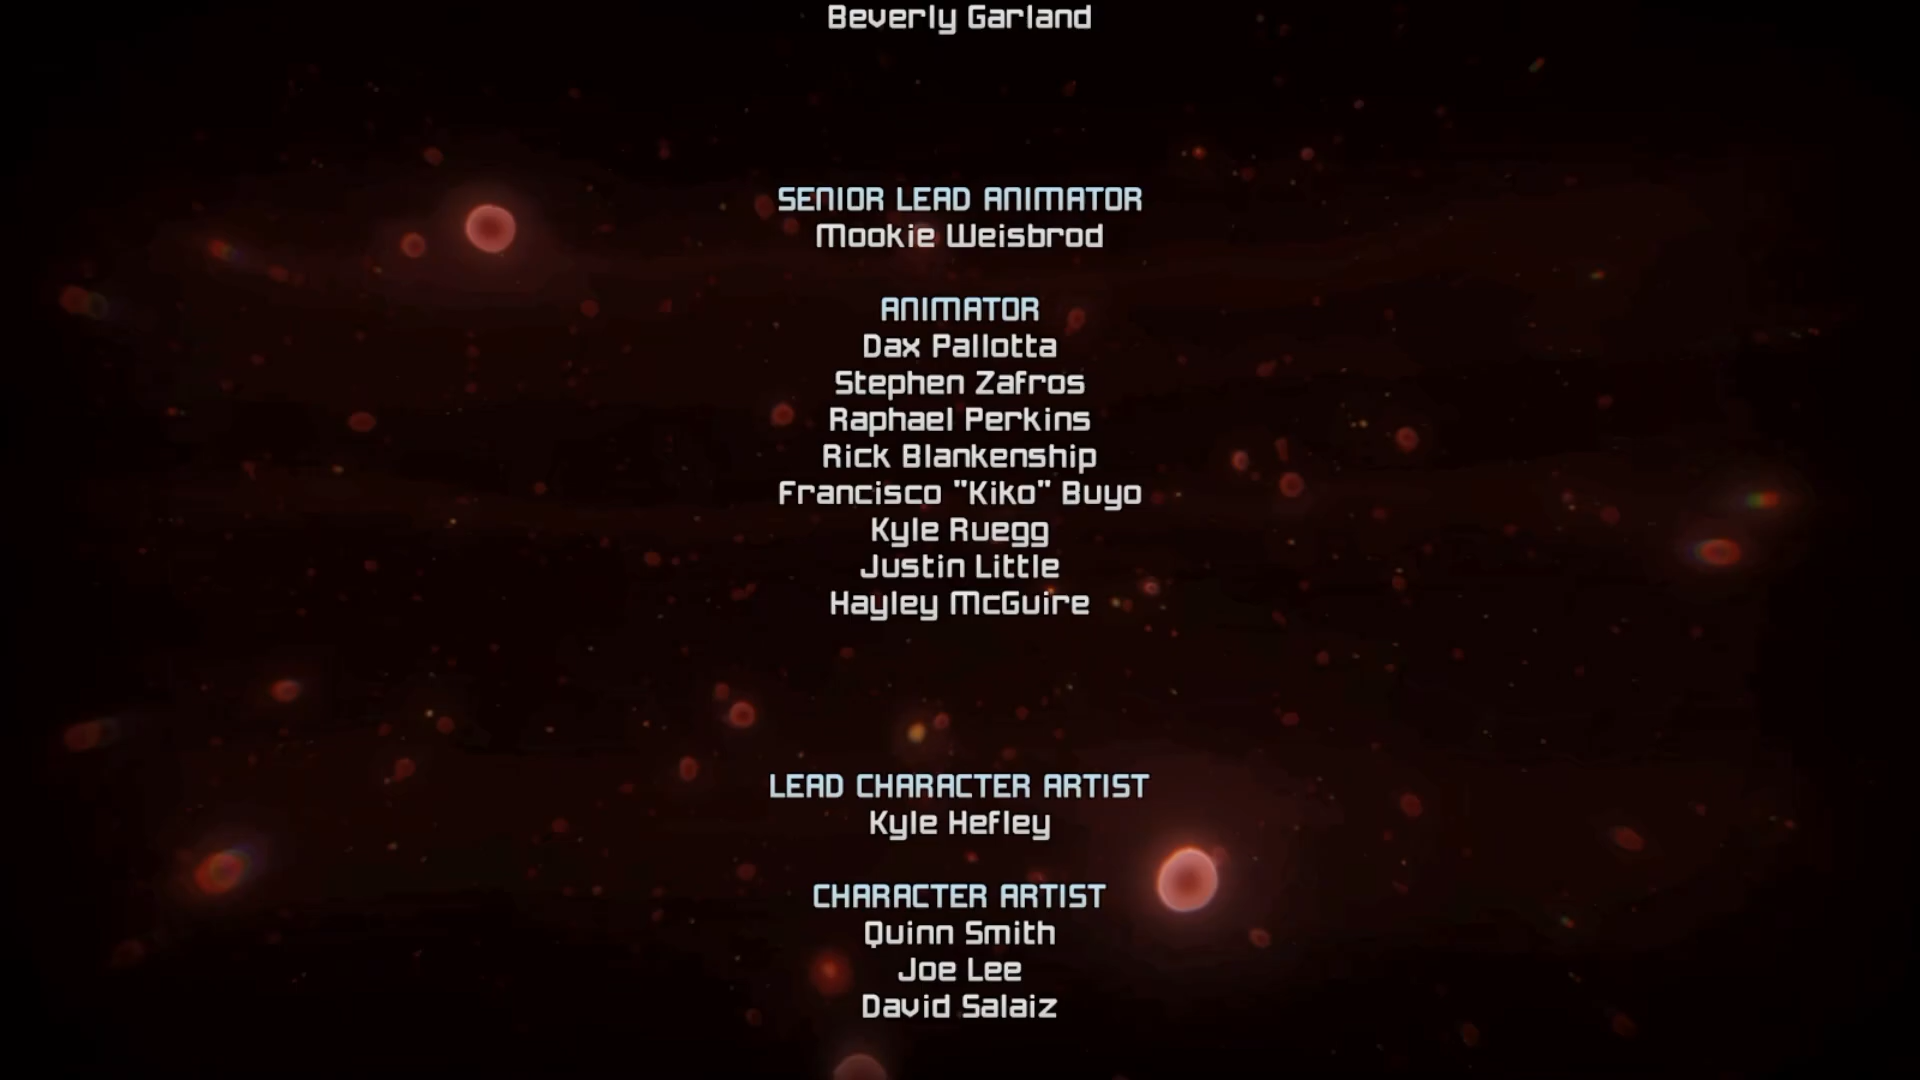 Beverly Garland
SENIOR LEAD ANIMATOR
Mookie Weisbrod
ANIMATOR
Dax Pallotta
Stephen Zafros
Raphael Perkins
Rick Blankenship
Francisco "Kiko" Buyo
Kyle Ruegg
Justin Little
Hayley McGuire
LEAD CHARACTER ARTIST
Kyle Hefley
CHARACTER ARTIST
Quinn Smith
Joe Lee
David Salaiz